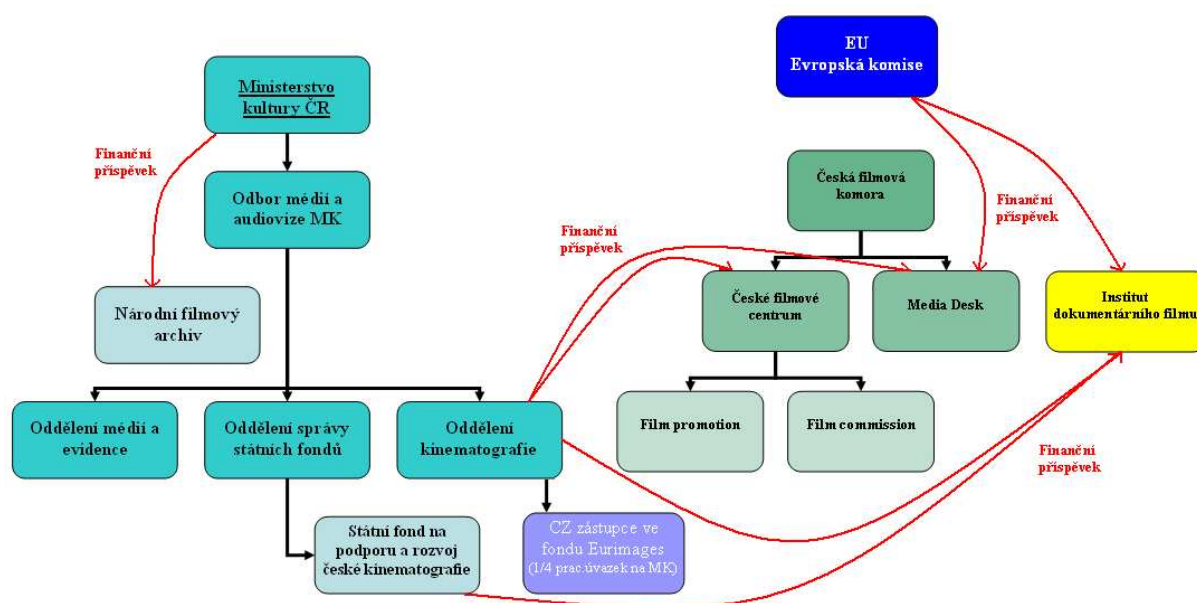 EU
Evropská komise
Ministerstvo
kultury ČR
Finanční
příspěvek
Česká filmová
komora
Odbor médií a
audiovize MK
Finanční
příspěvek
Finanční
příspěvek
Národní filmový
archiv
České filmové
centrum
Media Desk
Institut
dokumentárního filmu
Oddělení médií a
evidence
Oddělení správy
státních fondů
Oddělení
kinematografie
Film promotion
Film commission
Finanční
příspěvek
Státní fond na
podporu a rozvoj
české kinematografie
CZ zástupce ve
fondu Eurimages
(1/4 prac.úvazek na MK)